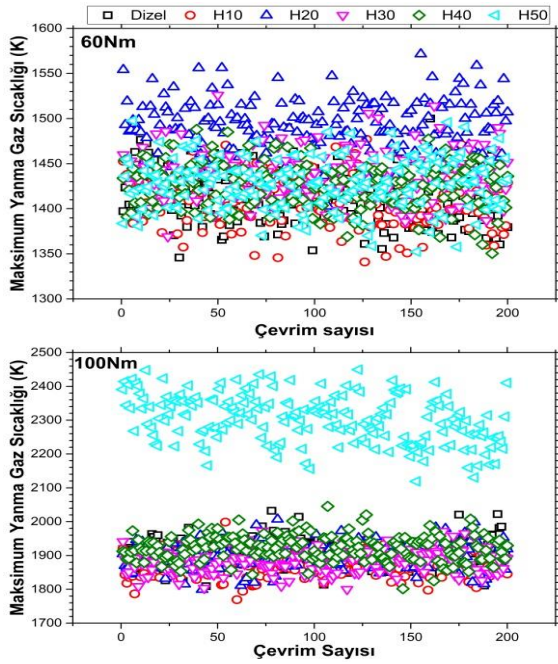 Dizel H10 H20 H30 H40 H50
60Nm
Maksimum Yanma Gaz Sıcaklığı (K)
1600
1550
1500
1450
1400
1350
1300
0 50 100 150 200
Çevrim sayısı
100Nm
Maksimum Yanma Gaz Sıcaklığı (K)
2500
2400
2300
2200
2100
2000
1900
1800
1700
0 50 100 150 200
Çevrim Sayısı